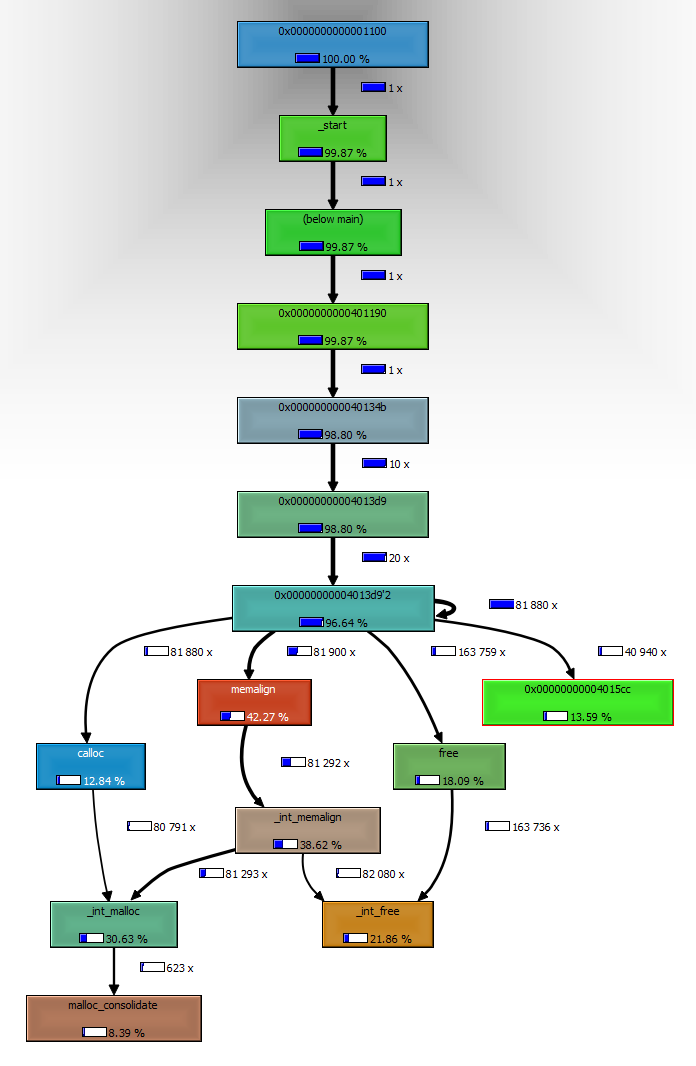 0x0000000000001100
100.00 %
1 x
_start
99.87 %
1 x
(below main)
99.87 %
1 x
0x0000000000401190
99.87 %
1 x
0x000000000040134b
98.80 %
10 x
0x00000000004013d9
98.80 %
20 x
0x00000000004013d9'2
96.64 %
81 880 x
81 880 x
81 900 x
163 759 x
40 940 x
memalign
42.27 %
0x00000000004015cc
13.59 %
calloc
12.84 %
81 292 x
free
18.09 %
80 791 x
_int_memalign
38.62 %
163 736 x
81 293 x
82 080 x
_int_malloc
30.63 %
_int_free
21.86 %
623 x
malloc_consolidate
8.39 %